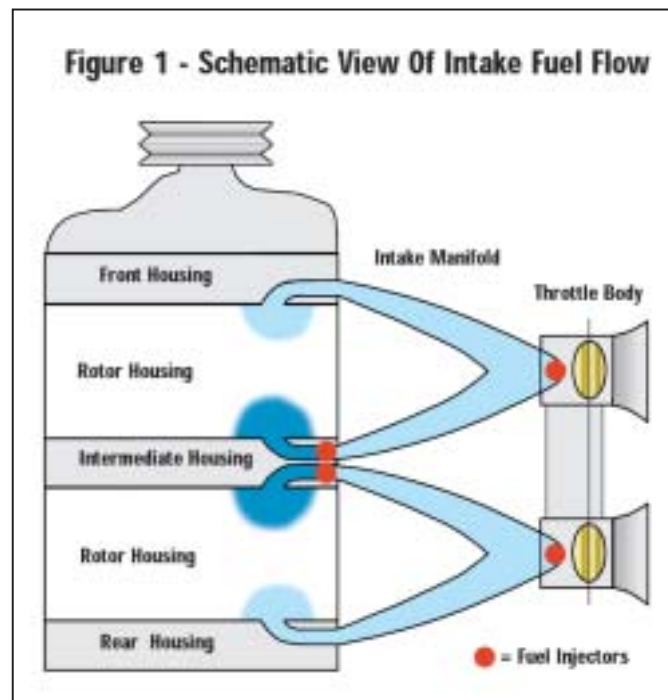 Figure 1 - Schematic View Of Intake Fuel Flow
Intake Manifold
Front Housing
Throttle Body
Rotor Housing
Intermediate Housing
Rotor Housing
Rear Housing
= Fuel Injectors